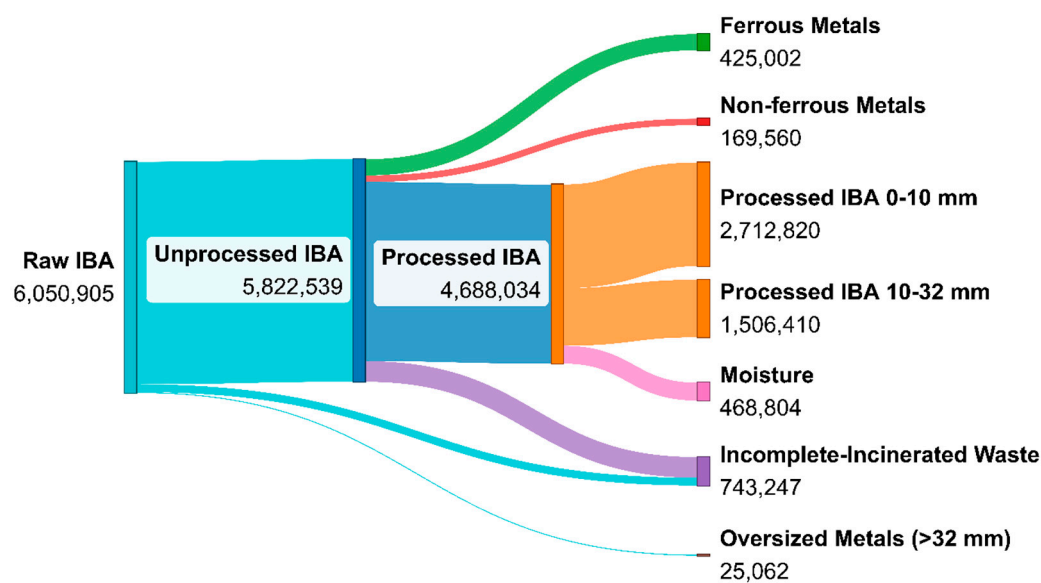 Raw IBA
6,050,905
Unprocessed IBA
5,822,539
Processed IBA
4,688,034
Ferrous Metals
425,002
Non-ferrous Metals
169,560
Processed IBA 0-10 mm
2,712,820
Processed IBA 10-32 mm
1,506,410
Moisture
468,804
Incomplete-Incinerated Waste
743,247
Oversized Metals (>32 mm)
25,062